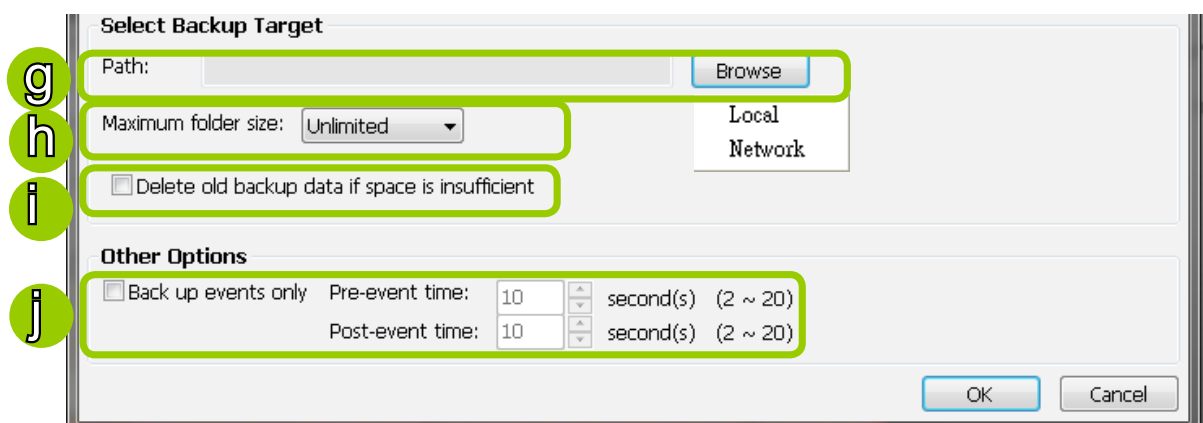 Select Backup Target
g Path: Browse
Local
h Maximum folder size: Unlimited
Network
i Delete old backup data if space is insufficient
Other Options
j Back up events only Pre-event time: 10 second(s) (2 ~ 20)
Post-event time: 10 second(s) (2 ~ 20)
OK Cancel